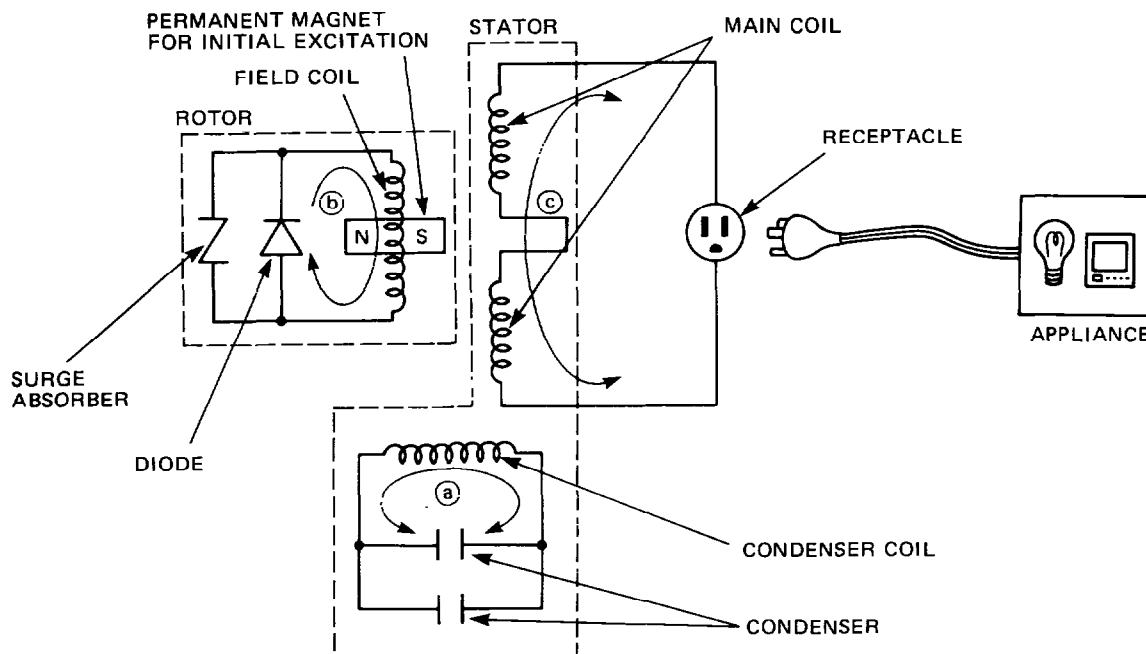 PERMANENT MAGNET
FOR INITIAL EXCITATION
STATOR
MAIN COIL
FIELD COIL
ROTOR
RECEPTACLE
b
N S
c
APPLIANCE
SURGE
ABSORBER
DIODE
a
CONDENSER COIL
CONDENSER